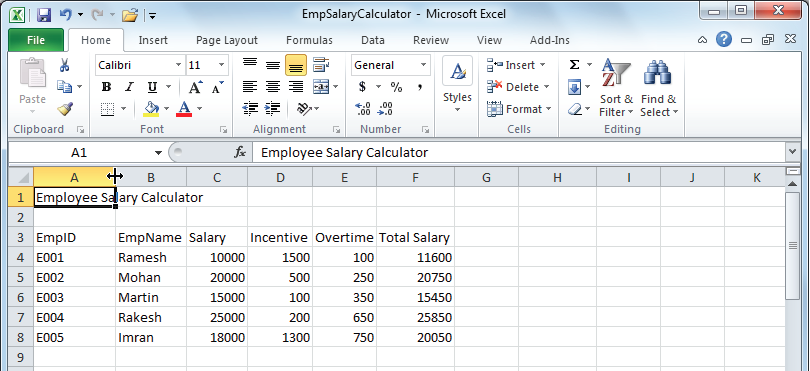 EmpSalaryCalculator - Microsoft Excel
File Home Insert Page Layout Formulas Data Review View Add-Ins
Calibri 11 General Insert Σ
Paste B I U A A $ % , Styles Delete Sort & Find &
A .00 .0 Format Filter Select
Clipboard Font Alignment Number Cells Editing
A1 fx Employee Salary Calculator
A B C D E F G H I J K
1 Employee Salary Calculator
2
3 EmpID EmpName Salary Incentive Overtime Total Salary
4 E001 Ramesh 10000 1500 100 11600
5 E002 Mohan 20000 500 250 20750
6 E003 Martin 15000 100 350 15450
7 E004 Rakesh 25000 200 650 25850
8 E005 Imran 18000 1300 750 20050
9